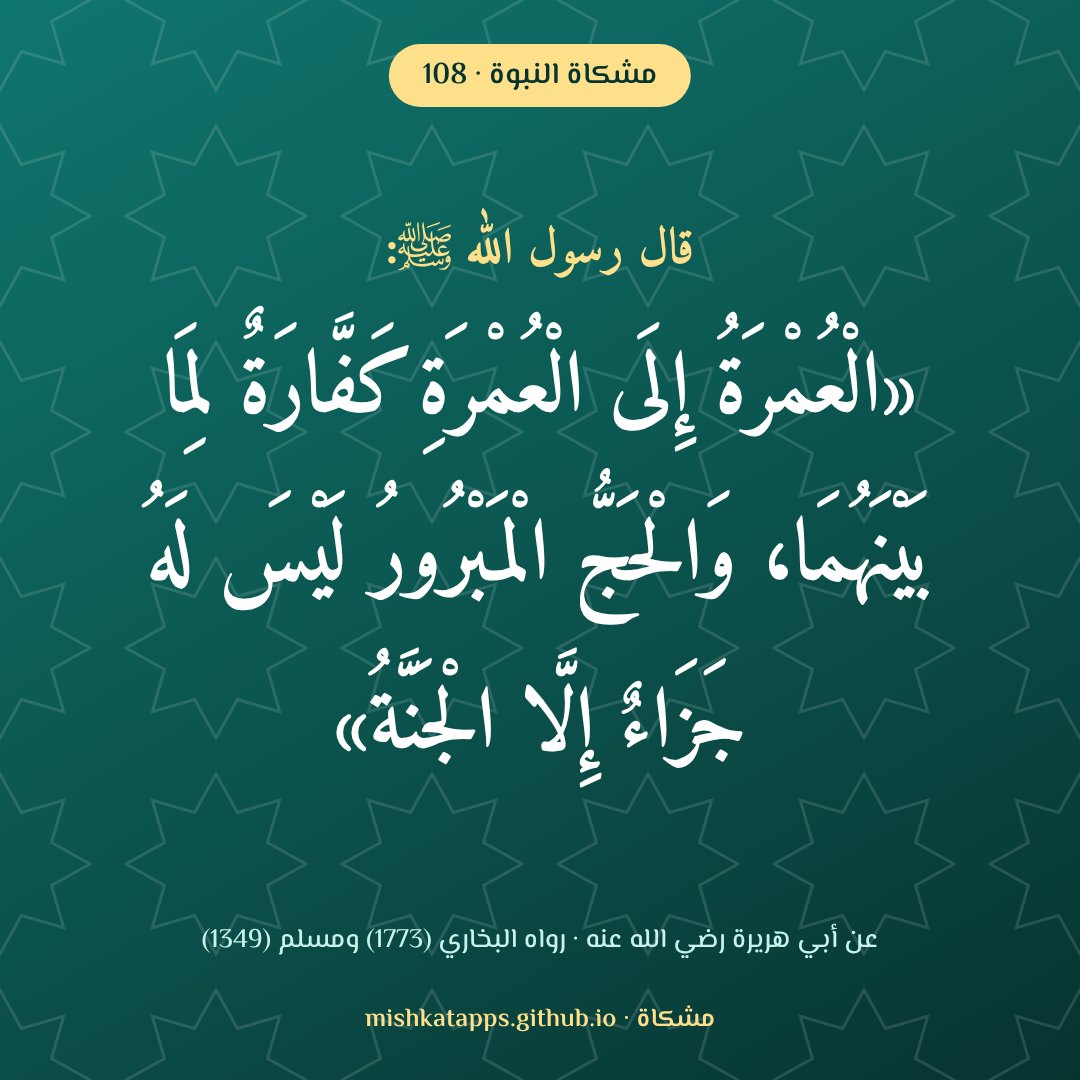 مشكاة النبوة · 108
قال رسول الله ﷺ:
«الْعُمْرَةُ إِلَى الْعُمْرَةِ كَفَّارَةٌ لِمَا
بَيْنَهُمَا، وَالْحَجُّ الْمَبْرُورُ لَيْسَ لَهُ
جَزَاءٌ إِلَّا الْجَنَّةُ»
عن أبي هريرة رضي الله عنه · رواه البخاري (1773) ومسلم (1349)
مشكاة · mishkatapps.github.io